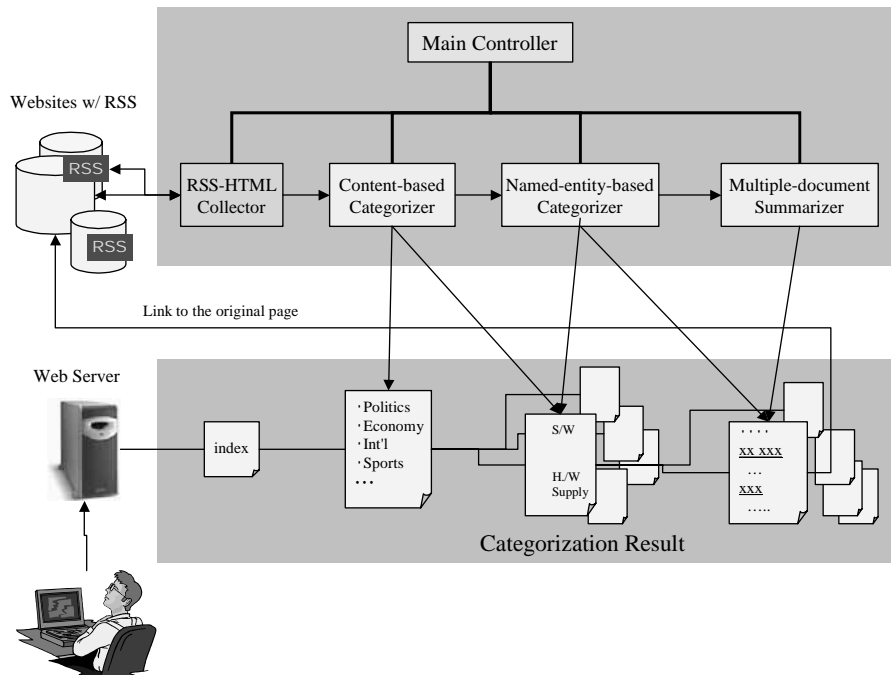 Main Controller
Websites w/ RSS
RSS
RSS
RSS-HTML
Collector
Content-based
Categorizer
Named-entity-based
Categorizer
Multiple-document
Summarizer
Link to the original page
Web Server
index
·Politics
·Economy
·Int'l
·Sports
···
S/W
H./W
Supply
. . . .
xx xxx
...
xxx
.....
Categorization Result